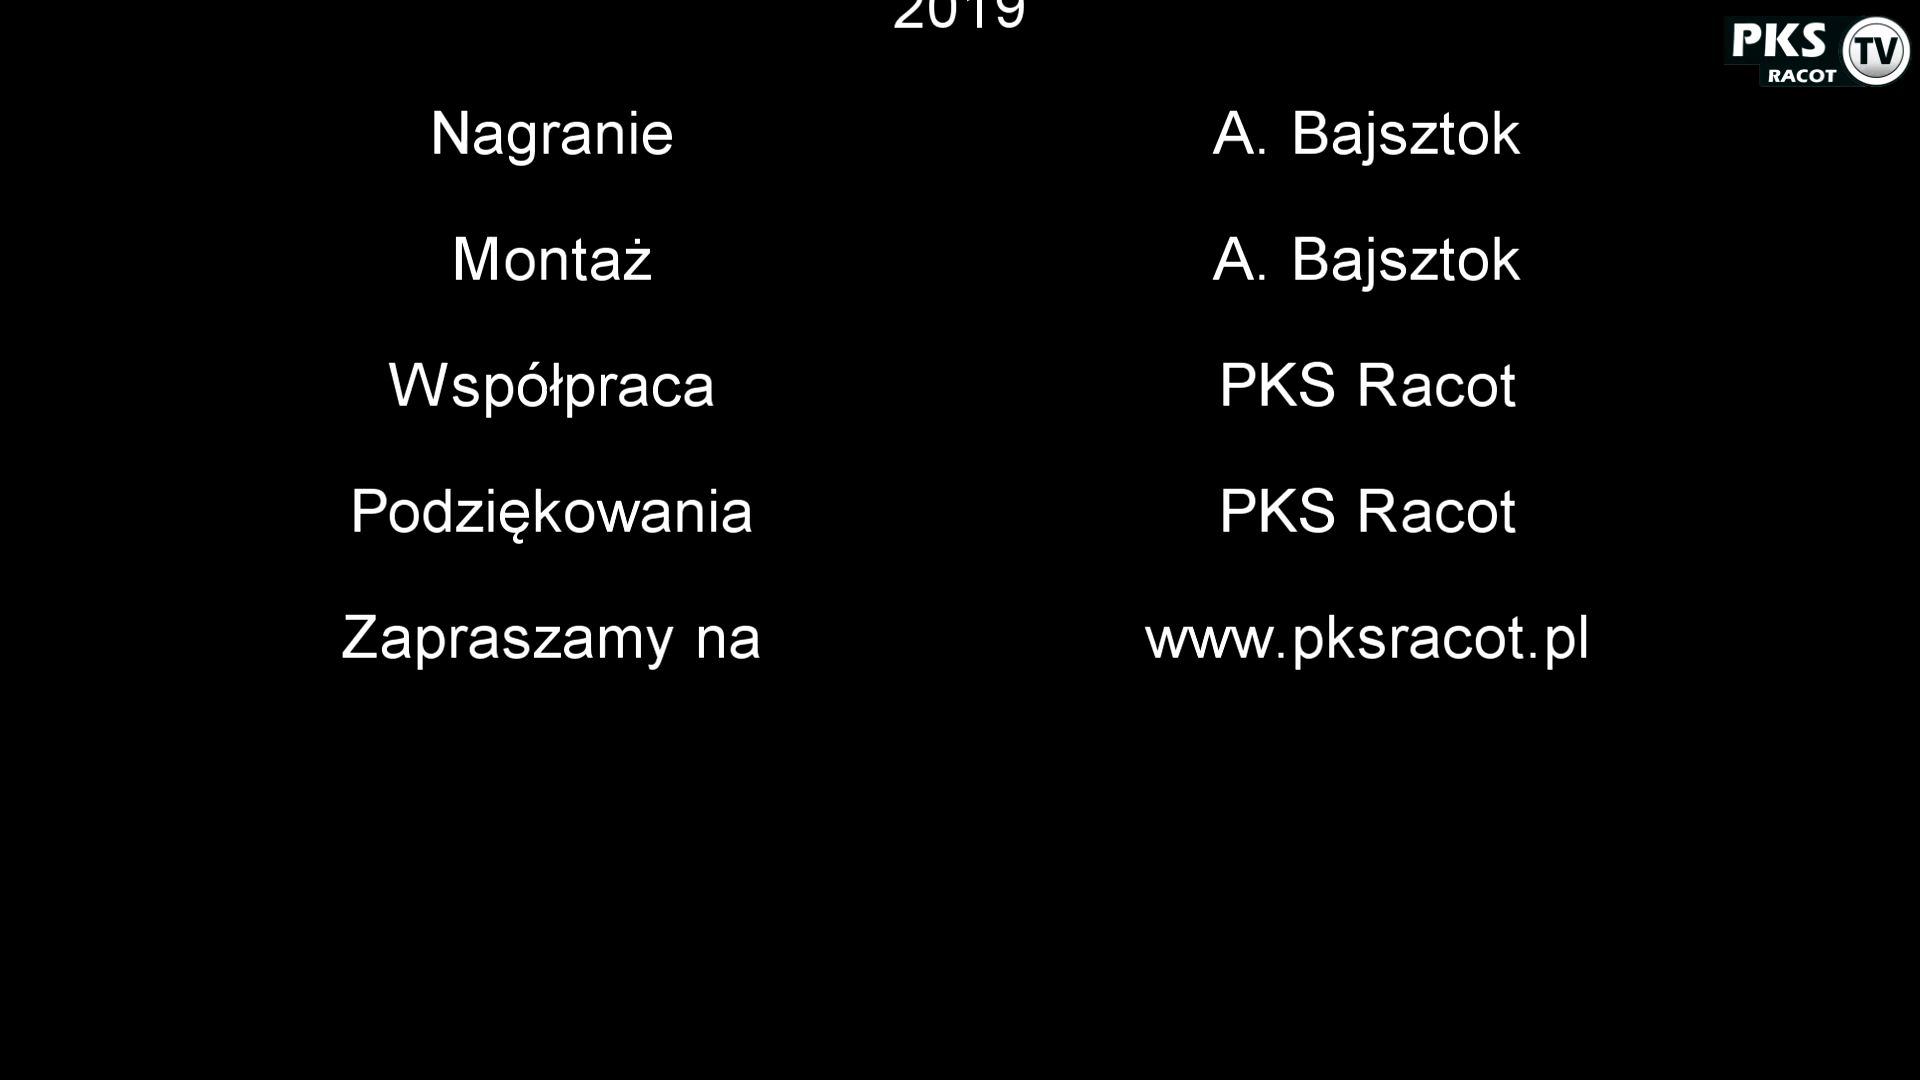 2019
PKS TV
RACOT
Nagranie A. Bajsztok
Montaż A. Bajsztok
Współpraca PKS Racot
Podziękowania PKS Racot
Zapraszamy na www.pksracot.pl